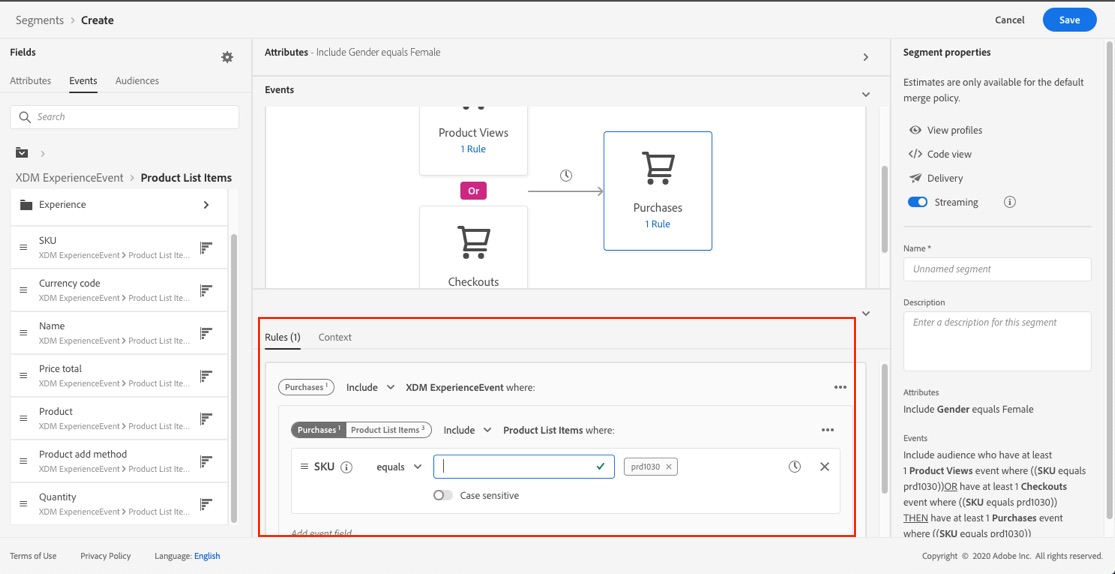 Segments > Create
Cancel
Save
Fields
Attributes
Events
Audiences
Search
XDM ExperienceEvent > Product List Items
Experience
SKU
XDM ExperienceEvent > Product List Ite...
Currency code
XDM ExperienceEvent > Product List Ite...
Name
XDM ExperienceEvent > Product List Ite...
Price total
XDM ExperienceEvent > Product List Ite...
Product
XDM ExperienceEvent > Product List Ite...
Product add method
XDM ExperienceEvent > Product List Ite...
Quantity
XDM ExperienceEvent > Product List Ite...
Attributes - Include Gender equals Female
Events
Product Views
1 Rule
Or
Checkouts
Purchases
1 Rule
Rules (1)
Context
Purchases 1 Include XDM ExperienceEvent where:
Purchases 1 Product List Items 3 Include Product List Items where:
SKU equals prd1030
Case sensitive
Add event field
Segment properties
Estimates are only available for the default
merge policy.
View profiles
</> Code view
Delivery
Streaming
Name *
Unnamed segment
Description
Enter a description for this segment
Attributes
Include Gender equals Female
Events
Include audience who have at least
1 Product Views event where ((SKU equals
prd1030))OR have at least 1 Checkouts
event where ((SKU equals prd1030))
THEN have at least 1 Purchases event
where ((SKU equals prd1030))
Terms of Use
Privacy Policy
Language: English
Copyright © 2020 Adobe Inc. All rights reserved.